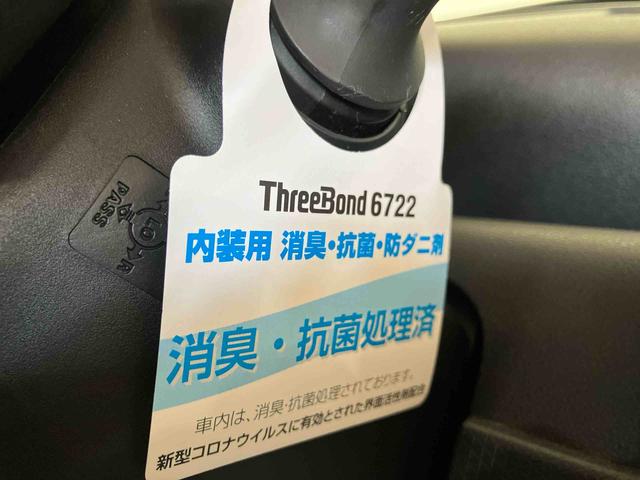 ThreeBond 6722
内装用 消臭・抗菌・防ダニ剤
消臭・抗菌処理済
車内は、消臭・抗菌処理されております。
新型コロナウイルスに有効とされた界面活性剤配合
PASS
LO
R